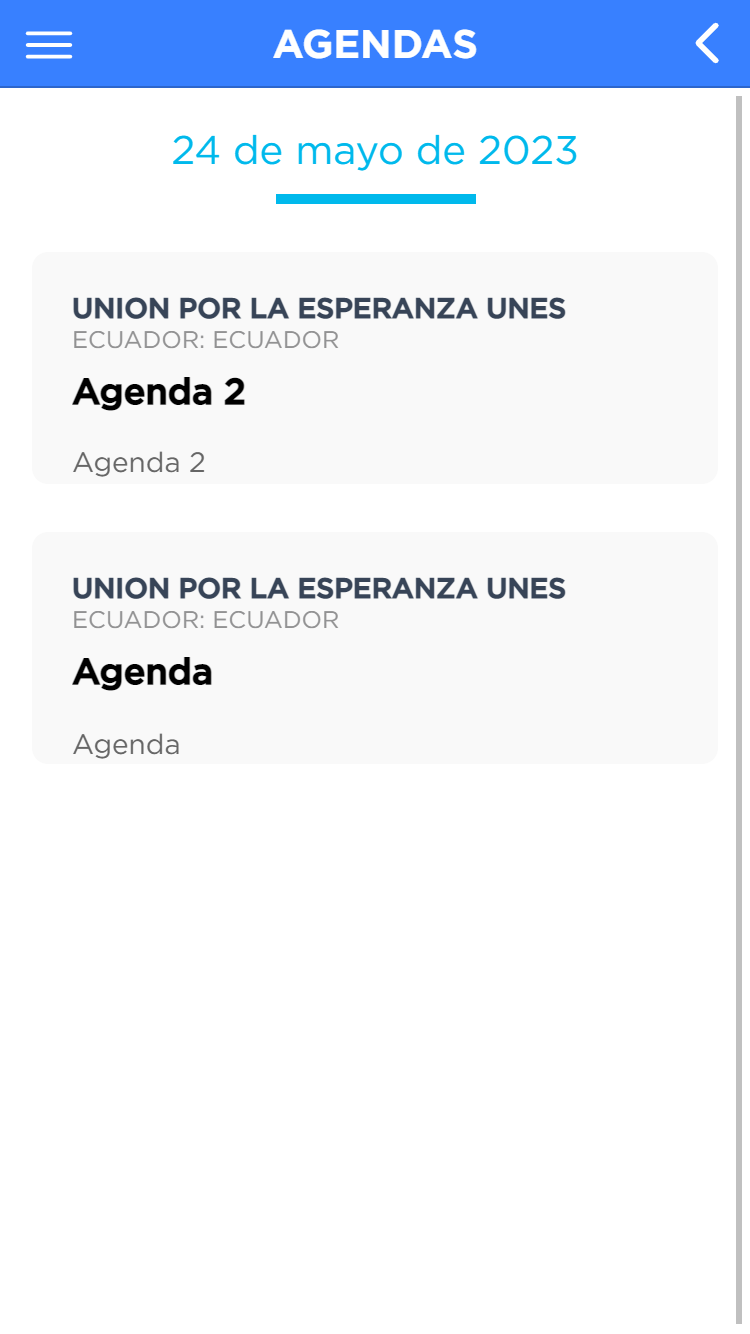 AGENDAS
24 de mayo de 2023
UNION POR LA ESPERANZA UNES
ECUADOR: ECUADOR
Agenda 2
Agenda 2
UNION POR LA ESPERANZA UNES
ECUADOR: ECUADOR
Agenda
Agenda